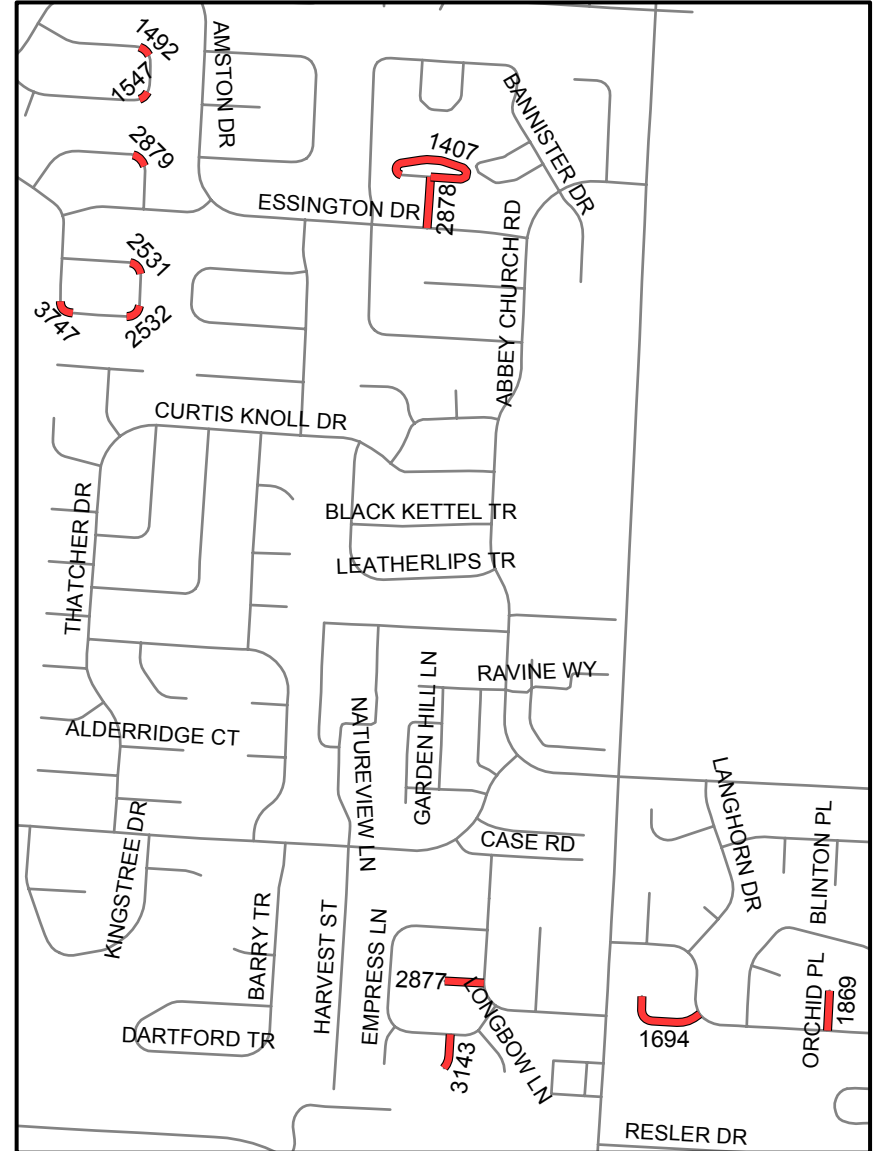 1492
AMSTON DR
1547
BANNISTER DR
2879
1407
2878
ESSINGTON DR
ABBEY CHURCH RD
2531
3747
2532
CURTIS KNOLL DR
THATCHER DR
BLACK KETTEL TR
LEATHERLIPS TR
RAVINE WY
GARDEN HILL LN
NATUREVIEW LN
ALDERRIDGE CT
LANGHORN DR
BLINTON PL
KINGSTREE DR
CASE RD
BARRY TR
HARVEST ST
EMPRESS LN
2877
LONGBOW LN
ORCHID PL
1869
DARTFORD TR
1694
3143
RESLER DR